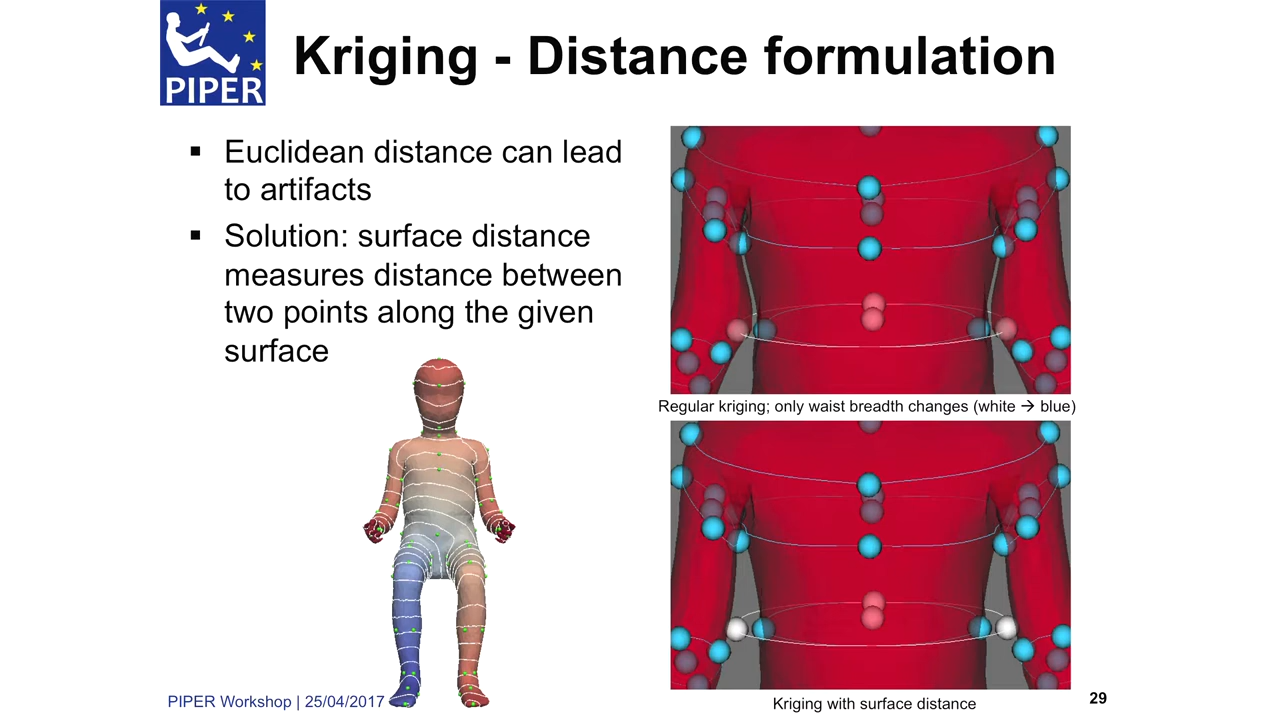 PIPER
Kriging - Distance formulation
▪ Euclidean distance can lead
to artifacts
▪ Solution: surface distance
measures distance between
two points along the given
surface
Regular kriging; only waist breadth changes (white → blue)
Kriging with surface distance
PIPER Workshop | 25/04/2017
29